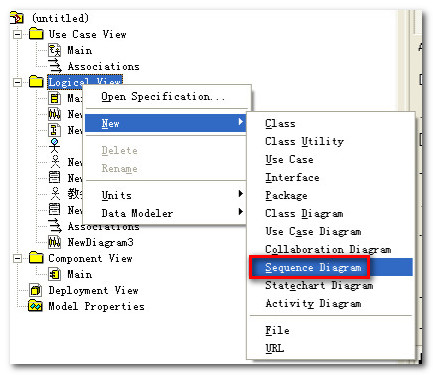 (untitled)
Use Case View
Main
Associations
Logical View
Mai
New
New
New
New
教
New
Associations
NewDiagram3
Component View
Main
Deployment View
Model Properties
Open Specification...
New
Delete
Rename
Units
Data Modeler
Class
Class Utility
Use Case
Interface
Package
Class Diagram
Use Case Diagram
Collaboration Diagram
Sequence Diagram
Statechart Diagram
Activity Diagram
File
URL